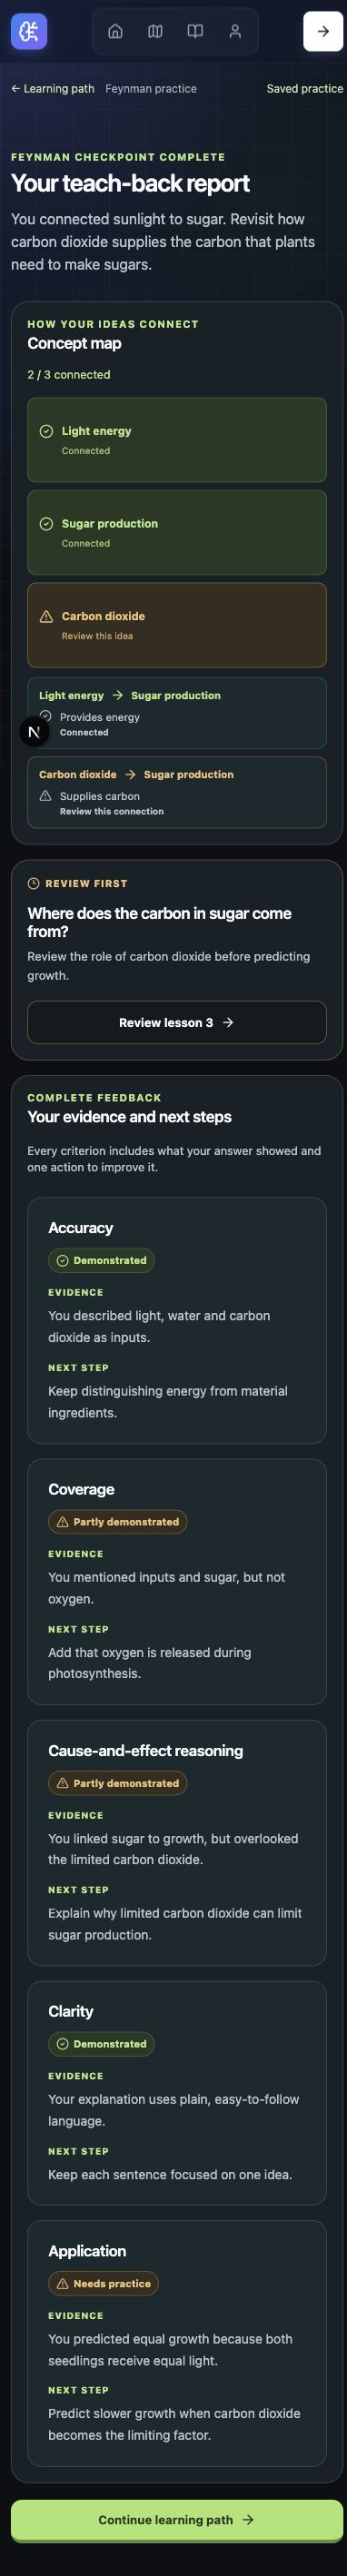 ← Learning path Feynman practice Saved practice
FEYNMAN CHECKPOINT COMPLETE
Your teach-back report
You connected sunlight to sugar. Revisit how
carbon dioxide supplies the carbon that plants
need to make sugars.
HOW YOUR IDEAS CONNECT
Concept map
2 / 3 connected
Light energy
Connected
Sugar production
Connected
Carbon dioxide
Review this idea
Light energy → Sugar production
Provides energy
N
Connected
Carbon dioxide → Sugar production
Supplies carbon
Review this connection
REVIEW FIRST
Where does the carbon in sugar come
from?
Review the role of carbon dioxide before predicting
growth.
Review lesson 3 →
COMPLETE FEEDBACK
Your evidence and next steps
Every criterion includes what your answer showed and
one action to improve it.
Accuracy
Demonstrated
EVIDENCE
You described light, water and carbon
dioxide as inputs.
NEXT STEP
Keep distinguishing energy from material
ingredients.
Coverage
Partly demonstrated
EVIDENCE
You mentioned inputs and sugar, but not
oxygen.
NEXT STEP
Add that oxygen is released during
photosynthesis.
Cause-and-effect reasoning
Partly demonstrated
EVIDENCE
You linked sugar to growth, but overlooked
the limited carbon dioxide.
NEXT STEP
Explain why limited carbon dioxide can limit
sugar production.
Clarity
Demonstrated
EVIDENCE
Your explanation uses plain, easy-to-follow
language.
NEXT STEP
Keep each sentence focused on one idea.
Application
Needs practice
EVIDENCE
You predicted equal growth because both
seedlings receive equal light.
NEXT STEP
Predict slower growth when carbon dioxide
becomes the limiting factor.
Continue learning path →